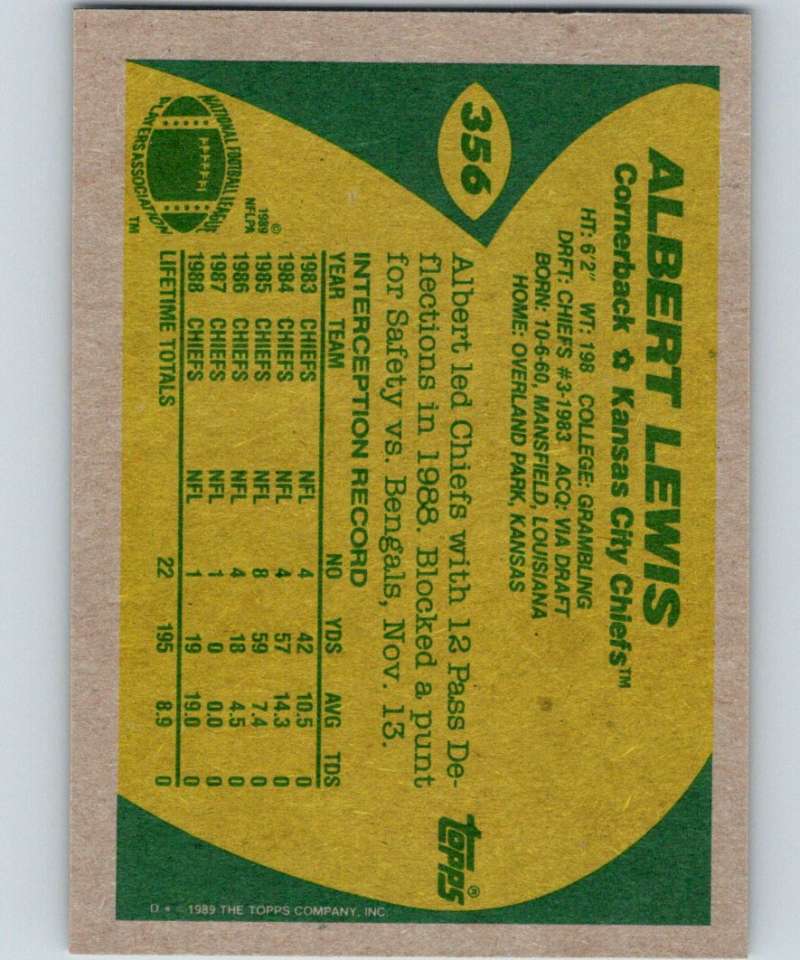 356
ALBERT LEWIS
Cornerback ✩ Kansas City Chiefs™
HT: 6'2" WT: 198 COLLEGE: GRAMBLING
DRFT: CHIEFS #3-1983 ACQ: VIA DRAFT
BORN: 10-6-60, MANSFIELD, LOUISIANA
HOME: OVERLAND PARK, KANSAS
Albert led Chiefs with 12 Pass De-
flections in 1988. Blocked a punt
for Safety vs. Bengals, Nov. 13.
INTERCEPTION RECORD
YEAR TEAM NO YDS AVG TDS
1983 CHIEFS NFL 4 42 10.5 0
1984 CHIEFS NFL 4 57 14.3 0
1985 CHIEFS NFL 8 59 7.4 0
1986 CHIEFS NFL 4 18 4.5 0
1987 CHIEFS NFL 1 0 0.0 0
1988 CHIEFS NFL 1 19 19.0 0
LIFETIME TOTALS 22 195 8.9 0
NATIONAL FOOTBALL LEAGUE
PLAYERS ASSOCIATION
™
©
1989
NFLPA
topps®
D * © 1989 THE TOPPS COMPANY, INC.